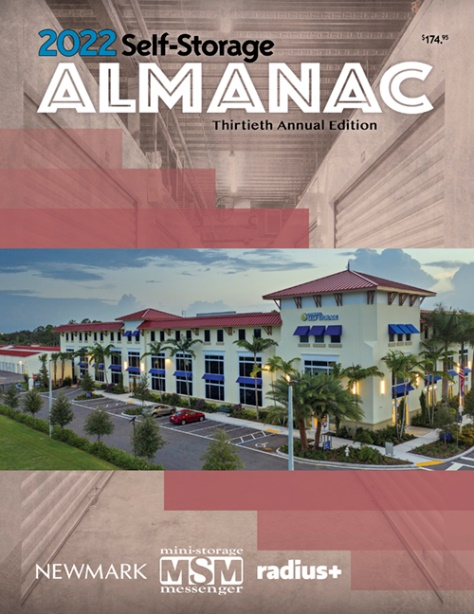 2022 Self-Storage
$174.95
ALMANAC
Thirtieth Annual Edition
NEWMARK
mini-storage
MSM
messenger
radius+